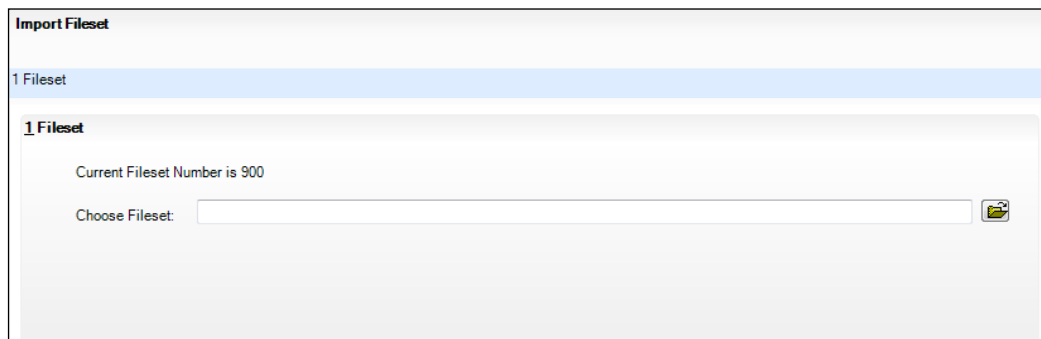 Import Fileset
1 Fileset
1 Fileset
Current Fileset Number is 900
Choose Fileset: